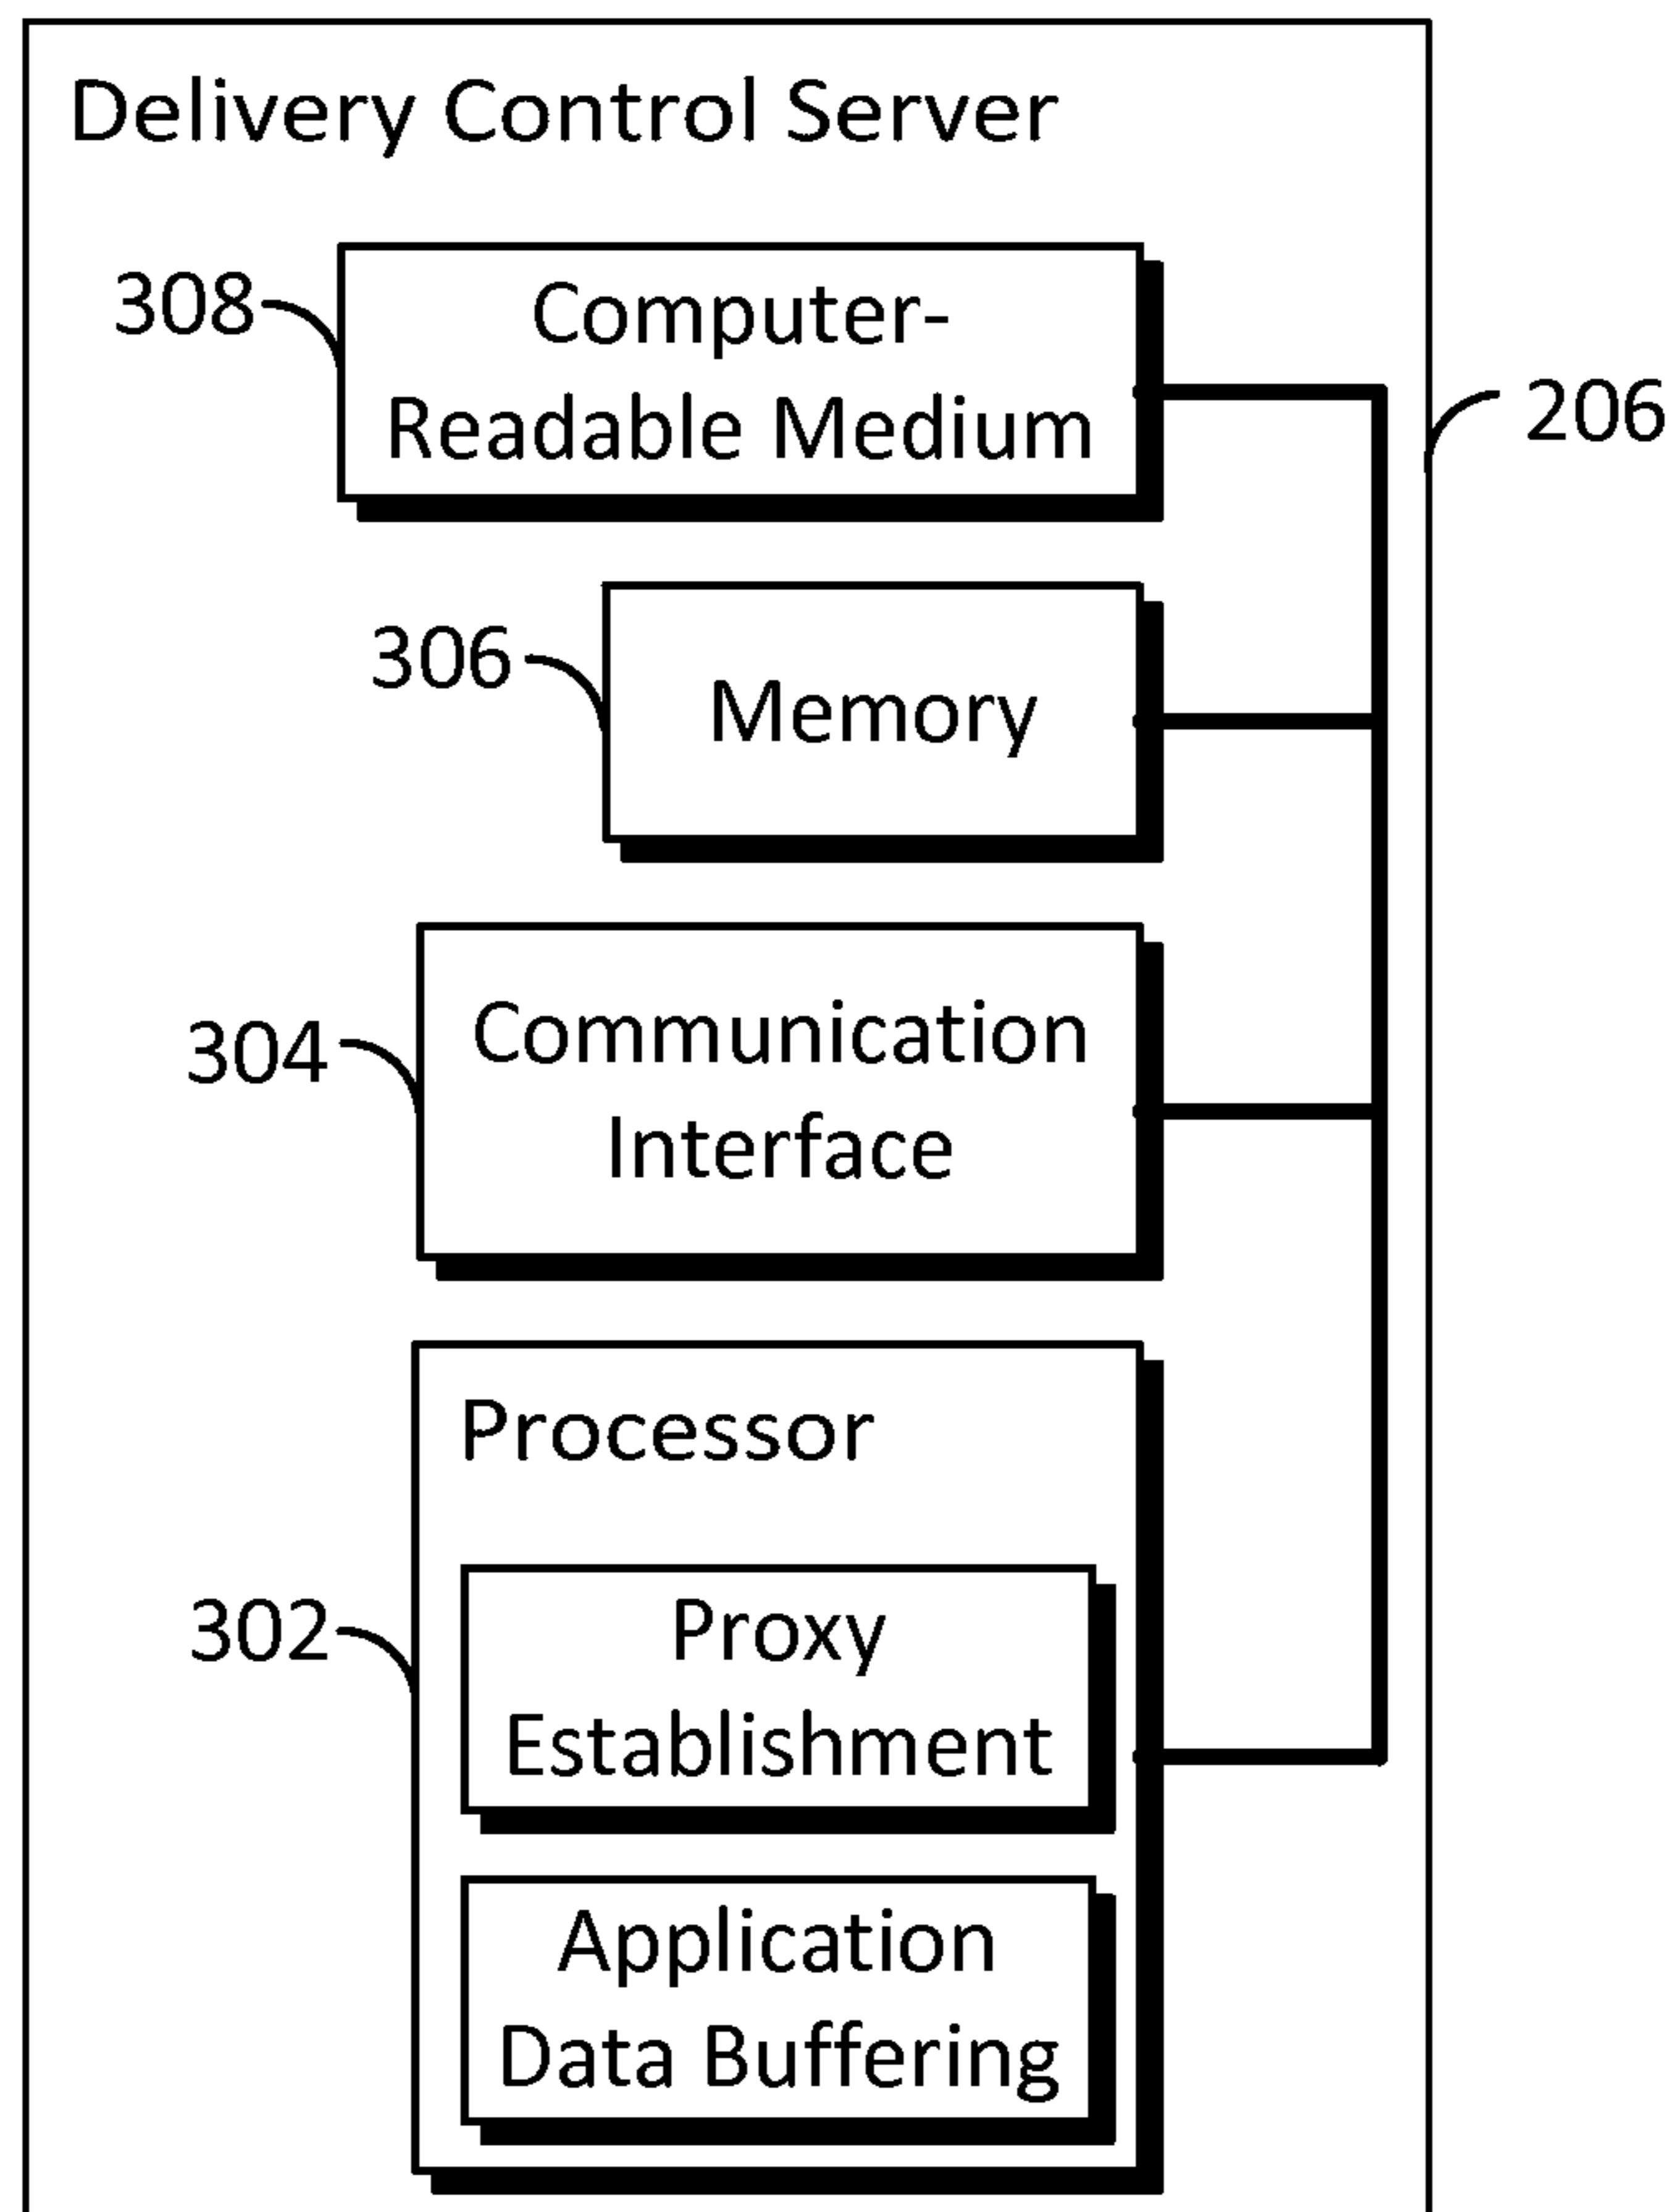 Delivery Control Server
308
Computer-
Readable Medium
206
306
Memory
304
Communication
Interface
Processor
302
Proxy
Establishment
Application
Data Buffering